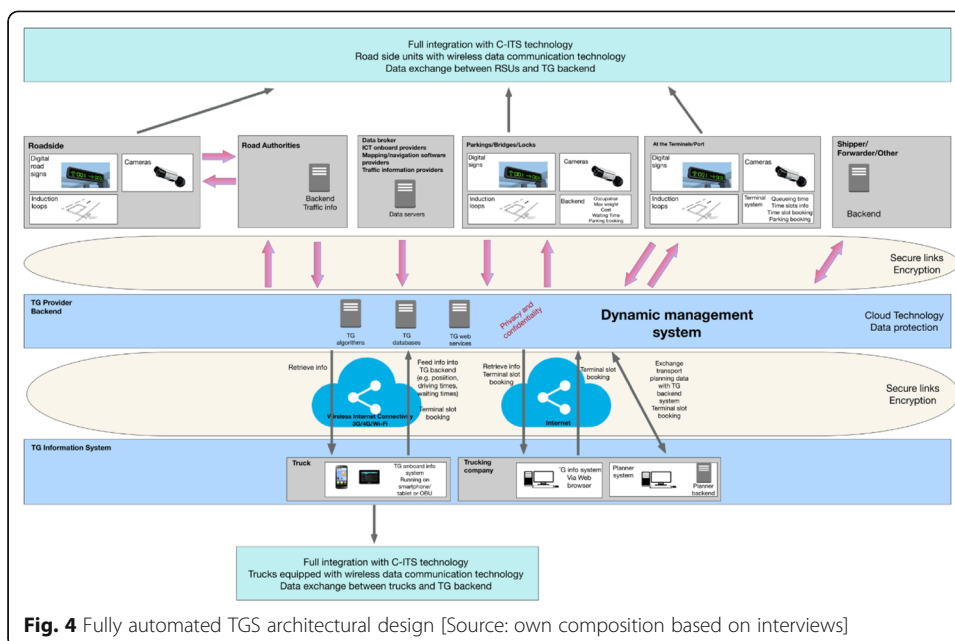 Full integration with C-ITS technology
Road side units with wireless data communication technology
Data exchange between RSUs and TG backend
Roadside
Digital
road
signs
Cameras
Induction
loops
Road Authorities
Backend
Traffic info
Data broker
ICT onboard providers
Mapping/navigation software
providers
Traffic information providers
Data servers
Parkings/Bridges/Locks
Digital
signs
Cameras
Induction
loops
Backend
Occupatioe
Max weight
Cost
Waiting Time
Parking booking
At the Terminals/Port
Digital
signs
Cameras
Induction
loops
Terminal
system
Queueing time
Time slots info
Time slot booking
Parking booking
Shipper/
Forwarder/Other
Backend
Secure links
Encryption
TG Provider
Backend
TG
algorithms
TG
databases
TG web
services
Privacy and
confidentiality
Dynamic management
system
Cloud Technology
Data protection
Retrieve info
Feed info into
TG backend
(e.g. posiition,
driving times,
waiting times)
Terminal slot
booking
Wireless Internet Connectivity
3G/4G/Wi-Fi
Retrieve info
Terminal slot
booking
Terminal slot
booking
Internet
Exchange
transport
planning data
with TG
backend
system
Terminal slot
booking
Secure links
Encryption
TG Information System
Truck
TG onboard info
system
Running on
smartphone/
tablet or OBU
Trucking
company
TG info system
Via Web
browser
Planner
system
Planner
backend
Full integration with C-ITS technology
Trucks equipped with wireless data communication technology
Data exchange between trucks and TG backend
Fig. 4 Fully automated TGS architectural design [Source: own composition based on interviews]